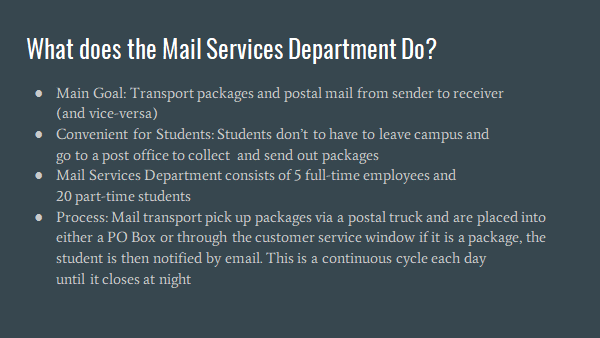 What does the Mail Services Department Do?
● Main Goal: Transport packages and postal mail from sender to receiver
(and vice-versa)
● Convenient for Students: Students don't to have to leave campus and
go to a post office to collect  and send out packages
● Mail Services Department consists of 5 full-time employees and
20 part-time students
● Process: Mail transport pick up packages via a postal truck and are placed into
either a PO Box or through the customer service window if it is a package, the
student is then notified by email. This is a continuous cycle each day
until it closes at night